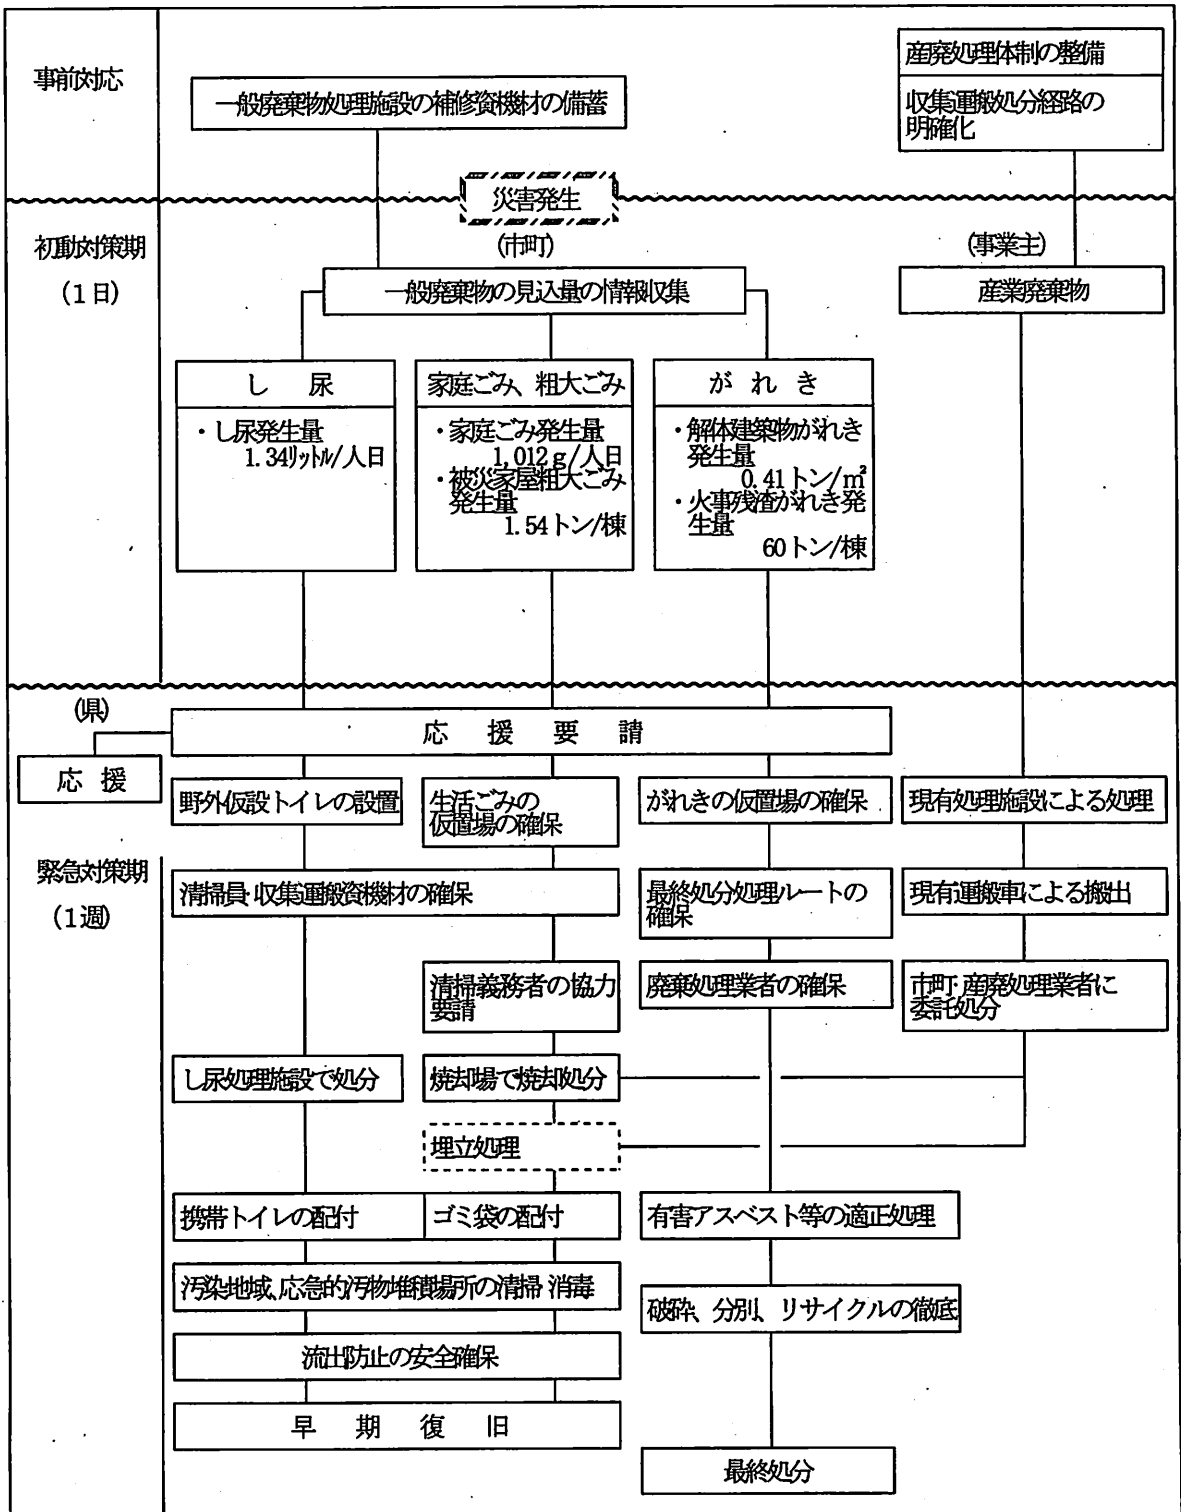 事前対応
一般廃棄物処理施設の補修資機材の備蓄
産廃処理体制の整備
収集運搬処分経路の
明確化
災害発生
初動対策期
(1日)
(市町)
(事業主)
一般廃棄物の見込量の情報収集
産業廃棄物
し 尿
・し尿発生量
1.34リットル/人日
家庭ごみ、粗大ごみ
・家庭ごみ発生量
1,012g/人日
・被災家屋粗大ごみ
発生量
1.54トン/棟
がれき
・解体建築物がれき
発生量
0.41トン/㎡
・火事残渣がれき発
生量
60トン/棟
(県)
応援要請
応 援
野外仮設トイレの設置
生活ごみの
仮置場の確保
がれきの仮置場の確保
現有処理施設による処理
緊急対策期
(1週)
清掃員・収集運搬資機材の確保
最終処分処理ルートの
確保
現有運搬車による搬出
清掃義務者の協力
要請
廃棄処理業者の確保
市町・産廃処理業者に
委託処分
し尿処理施設で処分
焼却場で焼却処分
埋立処理
携帯トイレの配付
ゴミ袋の配付
有害アスベスト等の適正処理
汚染地域、応急的汚物堆積場所の清掃・消毒
破砕、分別、リサイクルの徹底
流出防止の安全確保
早期復旧
最終処分